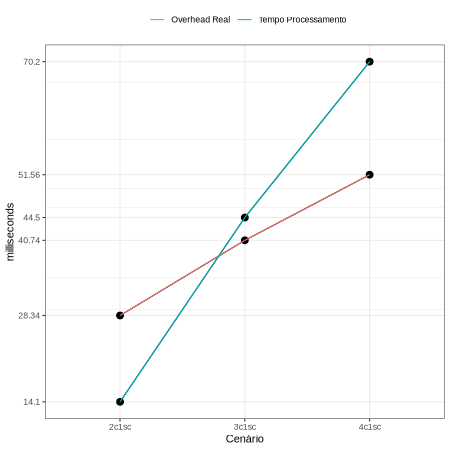 Overhead Real Tempo Processamento
70.2
51.56
44.5
40.74
28.34
14.1
milliseconds
2c1sc 3c1sc 4c1sc
Cenário